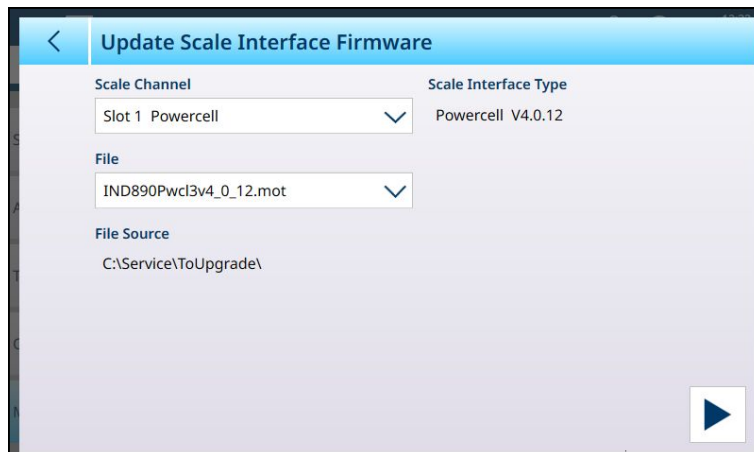 Update Scale Interface Firmware
Scale Channel
Scale Interface Type
Slot 1 Powercell
Powercell V4.0.12
File
IND890Pwcl3v4_0_12.mot
File Source
C:\Service\ToUpgrade\